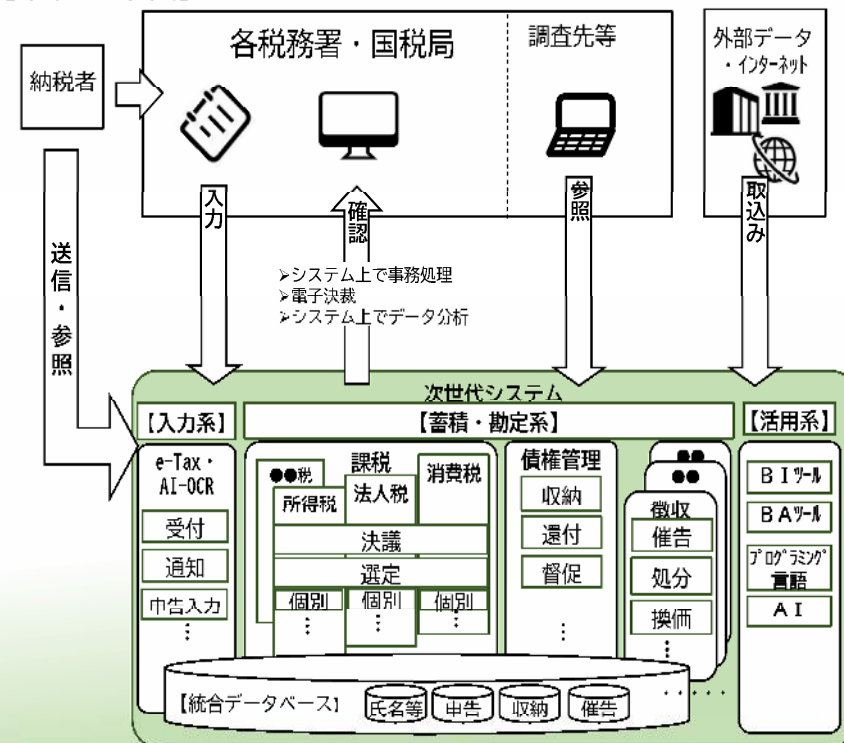 納税者
各税務署・国税局
調査先等
外部データ
・インターネット
入力
確認
参照
取込み
送信・参照
➢システム上で事務処理
➢電子決裁
➢システム上でデータ分析
次世代システム
【入力系】
【蓄積・勘定系】
【活用系】
e-Tax・
AI-OCR
受付
通知
申告入力
⋮
課税
●●税
所得税
法人税
消費税
決議
選定
個別
個別
個別
⋮
⋮
⋮
債権管理
収納
還付
督促
⋮
●●
●●
徴収
催告
処分
換価
⋮
・・・・・
BIツール
BAツール
プログラミング
言語
AI
【統合データベース】
氏名等
申告
収納
催告